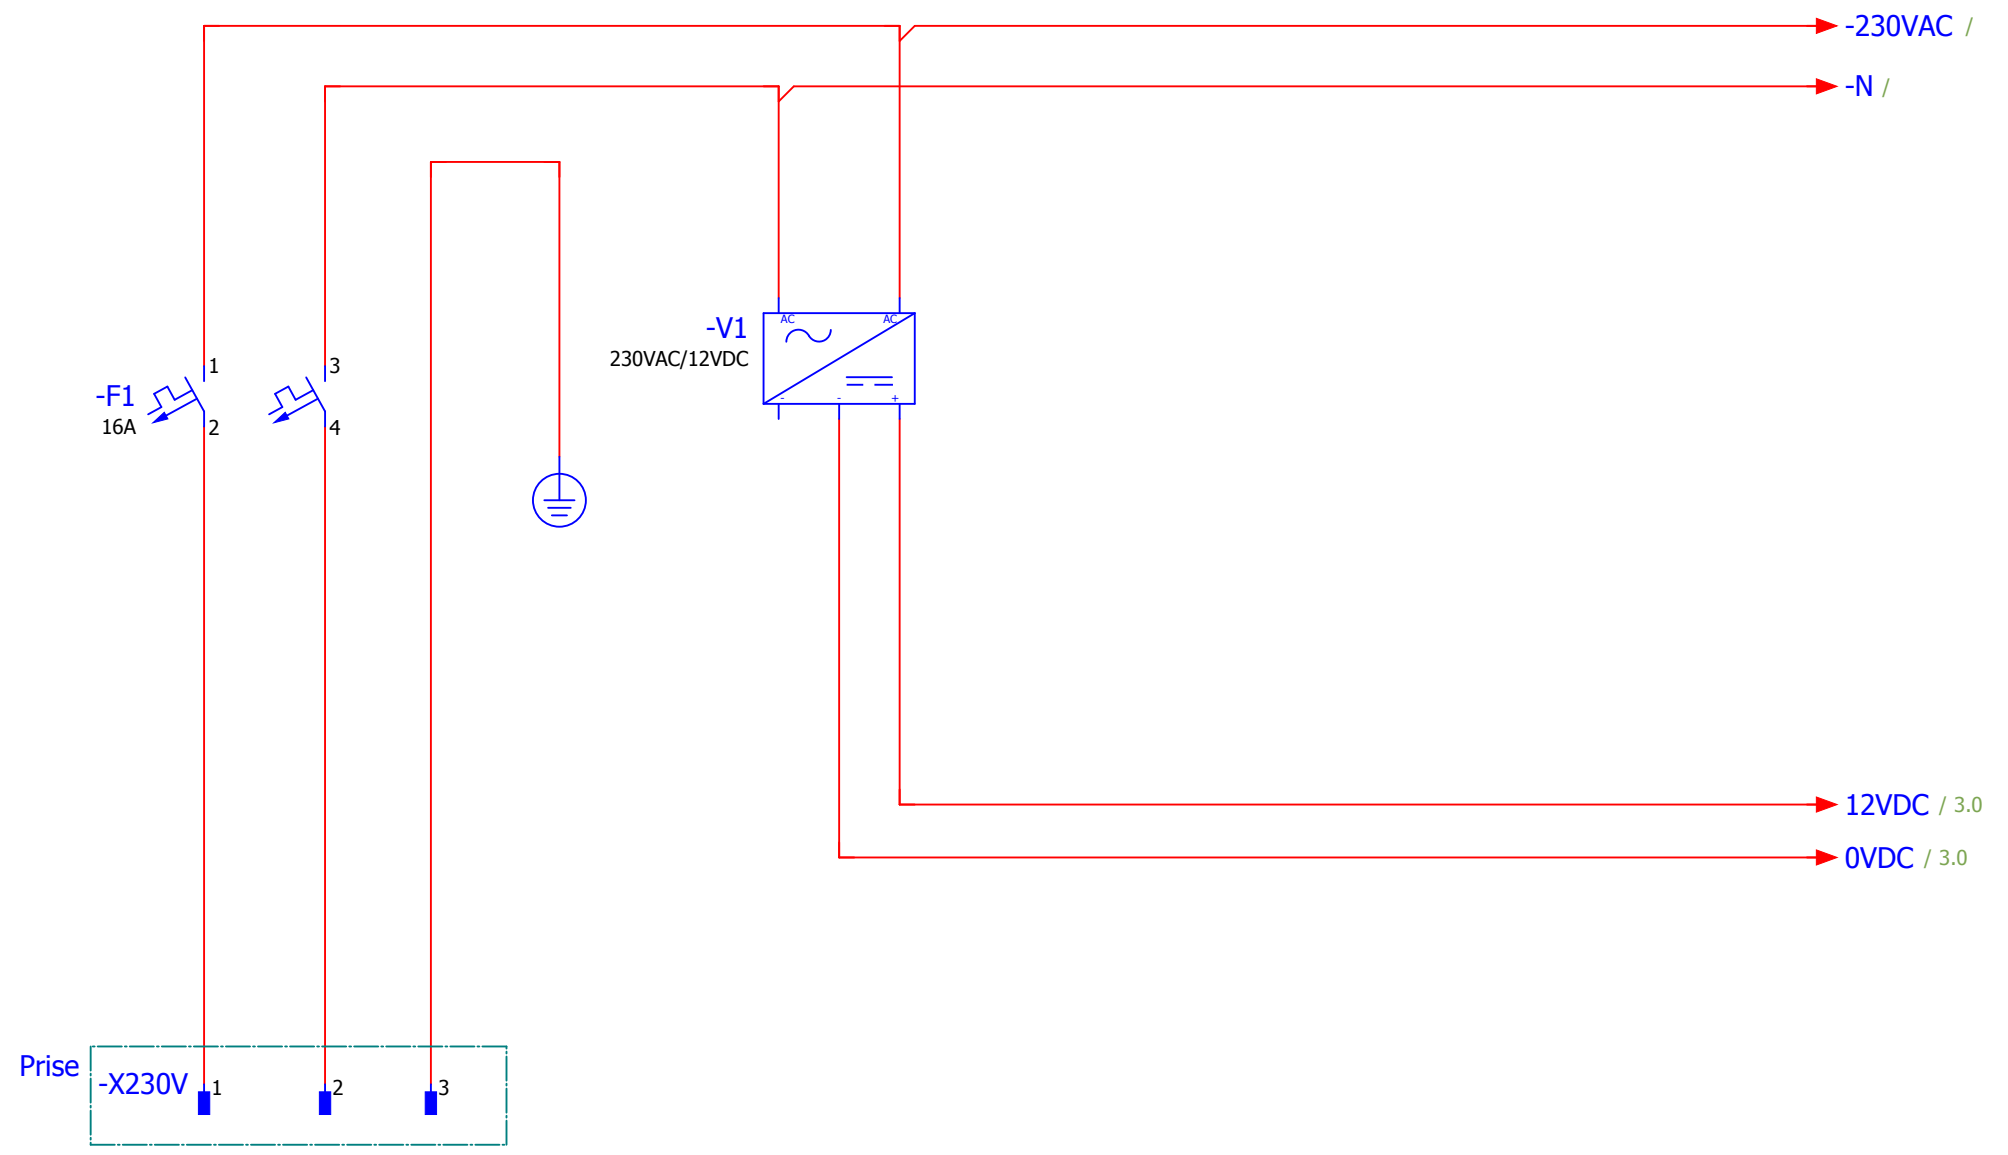 -230VAC /
-N /
AC AC
-V1
230VAC/12VDC
1 3
-F1
16A
2 4
- - +
12VDC / 3.0
0VDC / 3.0
Prise
-X230V 1 2 3